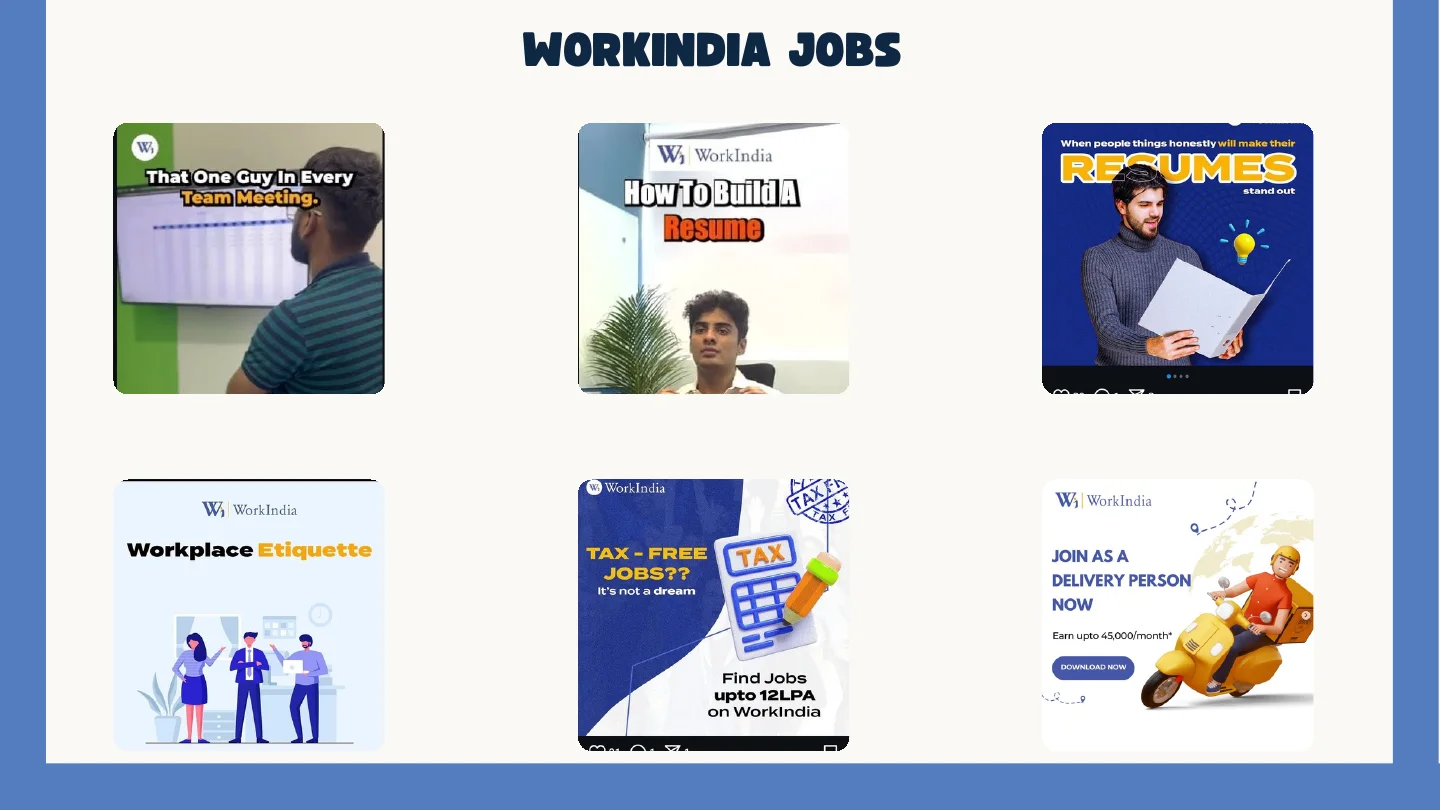 WORKINDIA JOBS
W
That One Guy In Every
Team Meeting.
W WorkIndia
How To Build A
Resume
When people things honestly will make their
RESUMES
stand out
W WorkIndia
Workplace Etiquette
W WorkIndia
TAX - FREE
JOBS??
It's not a dream
TAX
TAX
Find Jobs
upto 12LPA
on WorkIndia
W WorkIndia
JOIN AS A
DELIVERY PERSON
NOW
Earn upto 45,000/month*
DOWNLOAD NOW